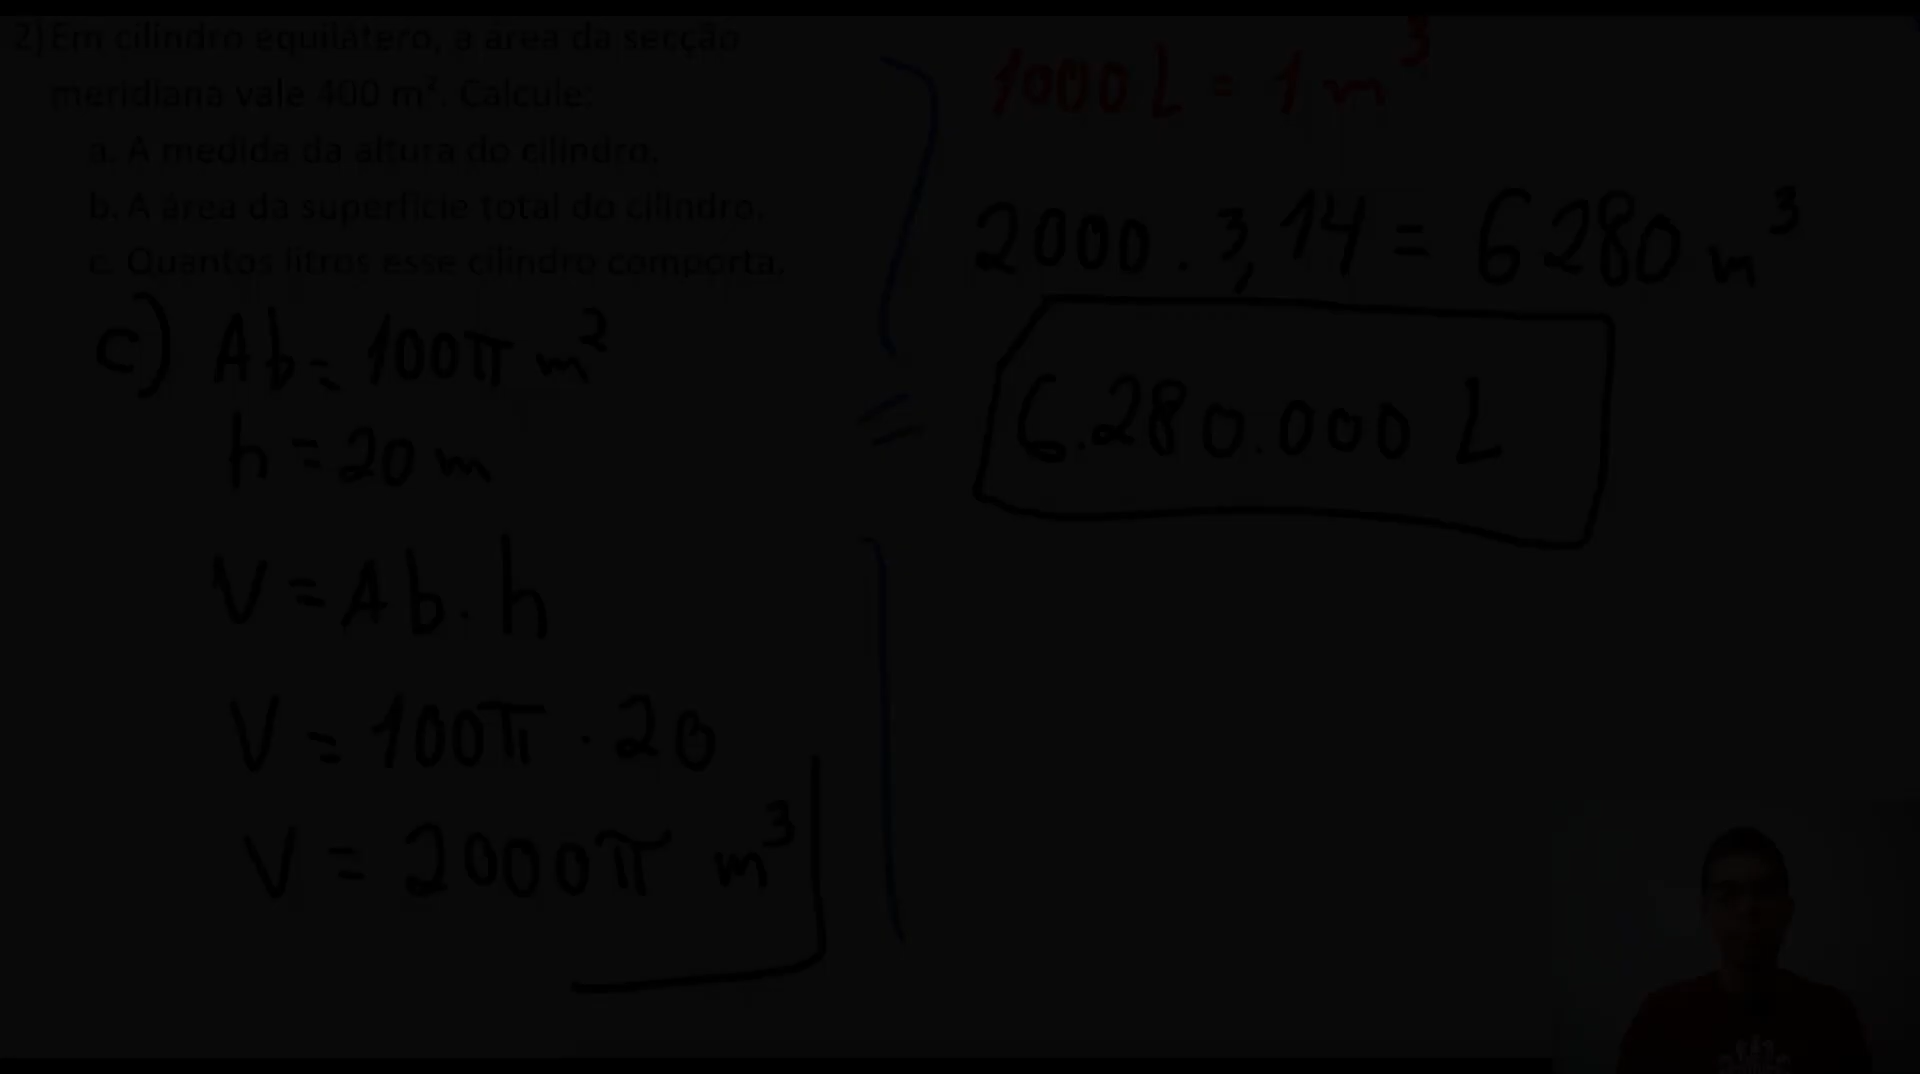 2) Em cilindro equilátero, a área da secção
meridiana vale 400 m². Calcule:
a. A medida da altura do cilindro.
b. A área da superfície total do cilindro.
c. Quantos litros esse cilindro comporta.
c) Ab = 100π m²
h = 20 m
V = Ab . h
V = 100π · 20
V = 2000π m³
1000 L = 1 m³
2000 . 3,14 = 6280 m³
= 6.280.000 L